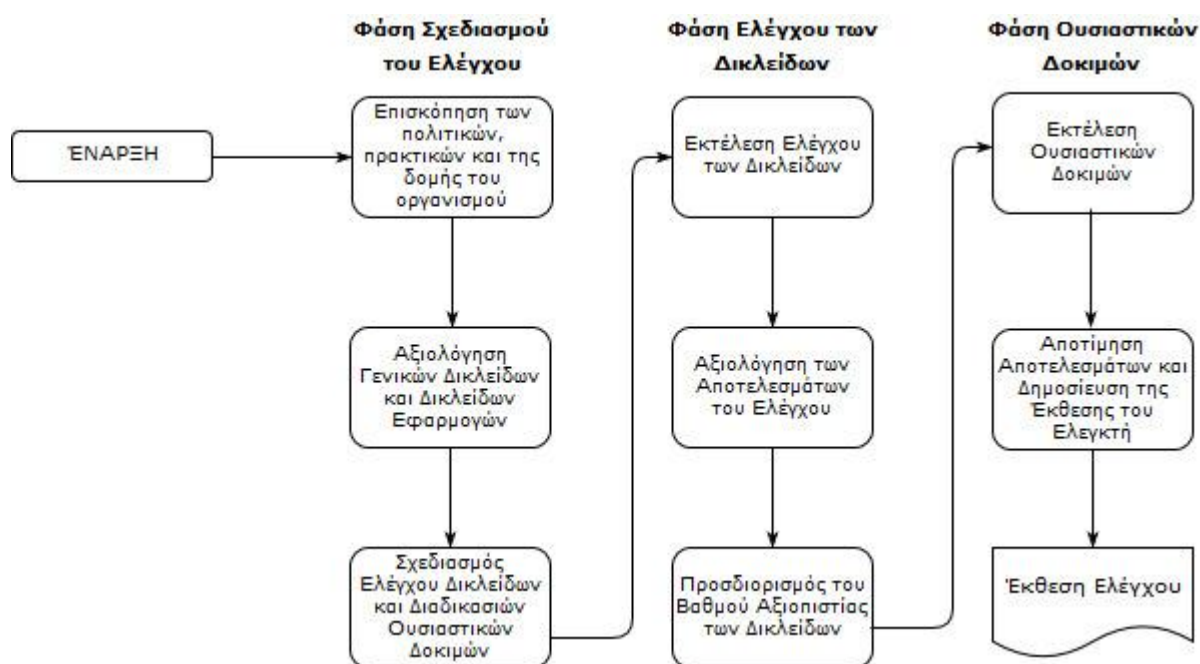 Φάση Σχεδιασμού
του Ελέγχου
Φάση Ελέγχου των
Δικλείδων
Φάση Ουσιαστικών
Δοκιμών
ΈΝΑΡΞΗ
Επισκόπηση των
πολιτικών,
πρακτικών και της
δομής του
οργανισμού
Αξιολόγηση
Γενικών Δικλείδων
και Δικλείδων
Εφαρμογών
Σχεδιασμός
Ελέγχου Δικλείδων
και Διαδικασιών
Ουσιαστικών
Δοκιμών
Εκτέλεση Ελέγχου
των Δικλείδων
Αξιολόγηση των
Αποτελεσμάτων
του Ελέγχου
Προσδιορισμός του
Βαθμού Αξιοπιστίας
των Δικλείδων
Εκτέλεση
Ουσιαστικών
Δοκιμών
Αποτίμηση
Αποτελεσμάτων και
Δημοσίευση της
Έκθεσης του
Ελεγκτή
Έκθεση Ελέγχου